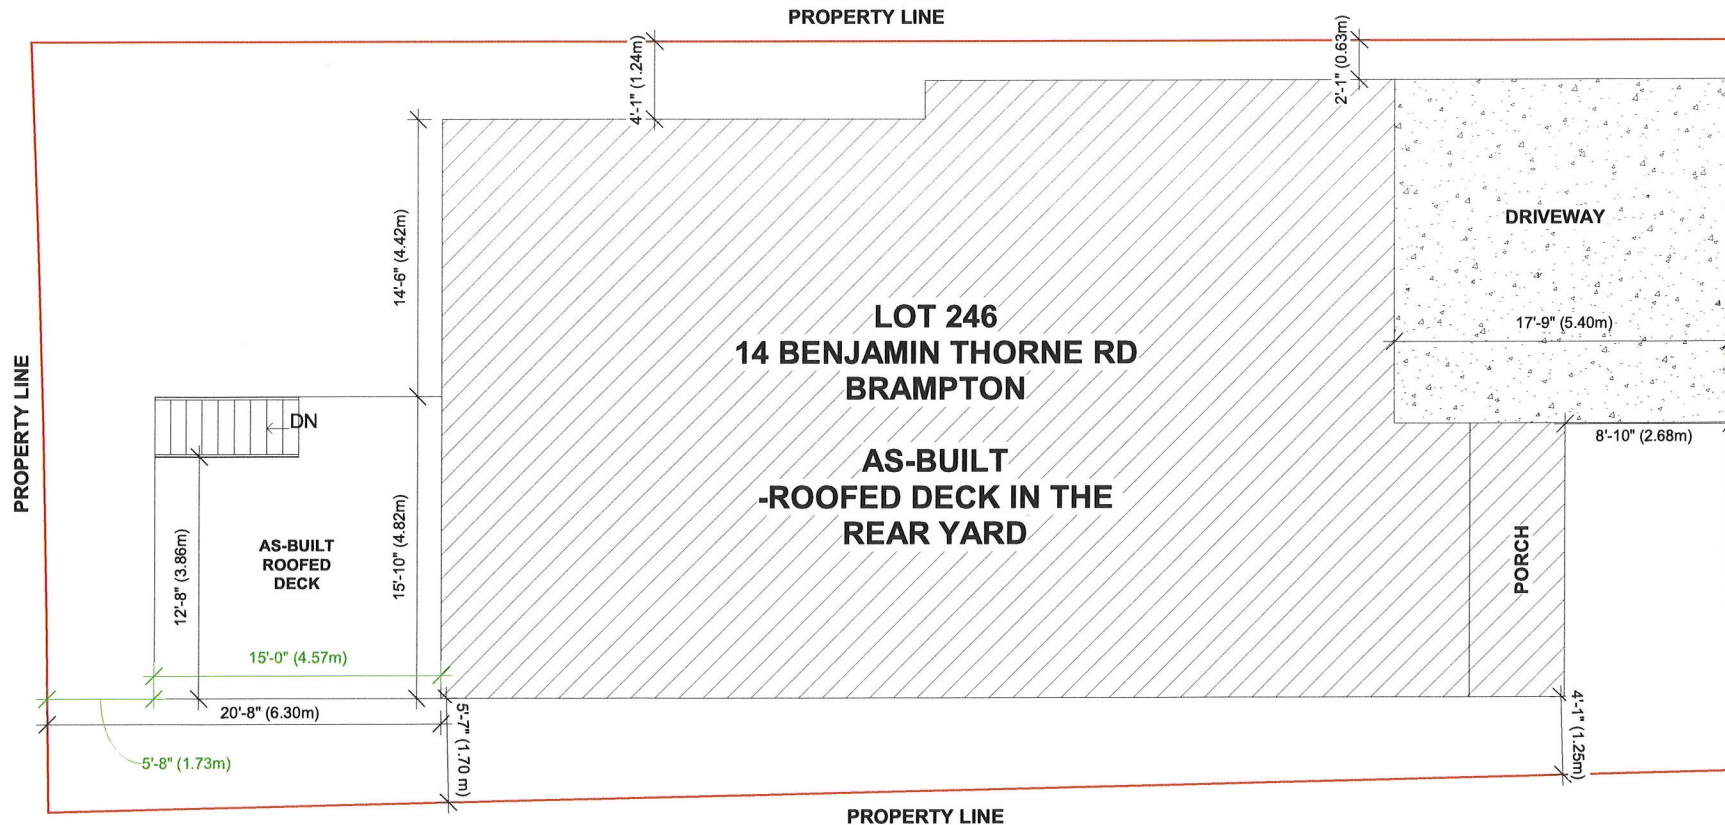 PROPERTY LINE
4'-1" (1.24m)
2'-1" (0.63m)
14'-6" (4.42m)
DRIVEWAY
17'-9" (5.40m)
LOT 246
14 BENJAMIN THORNE RD
BRAMPTON
AS-BUILT
-ROOFED DECK IN THE
REAR YARD
PROPERTY LINE
DN
8'-10" (2.68m)
12'-8" (3.86m)
AS-BUILT
ROOFED
DECK
15'-10" (4.82m)
PORCH
15'-0" (4.57m)
20'-8" (6.30m)
5'-8" (1.73m)
5'-7" (1.70 m)
4'-1" (1.25m)
PROPERTY LINE